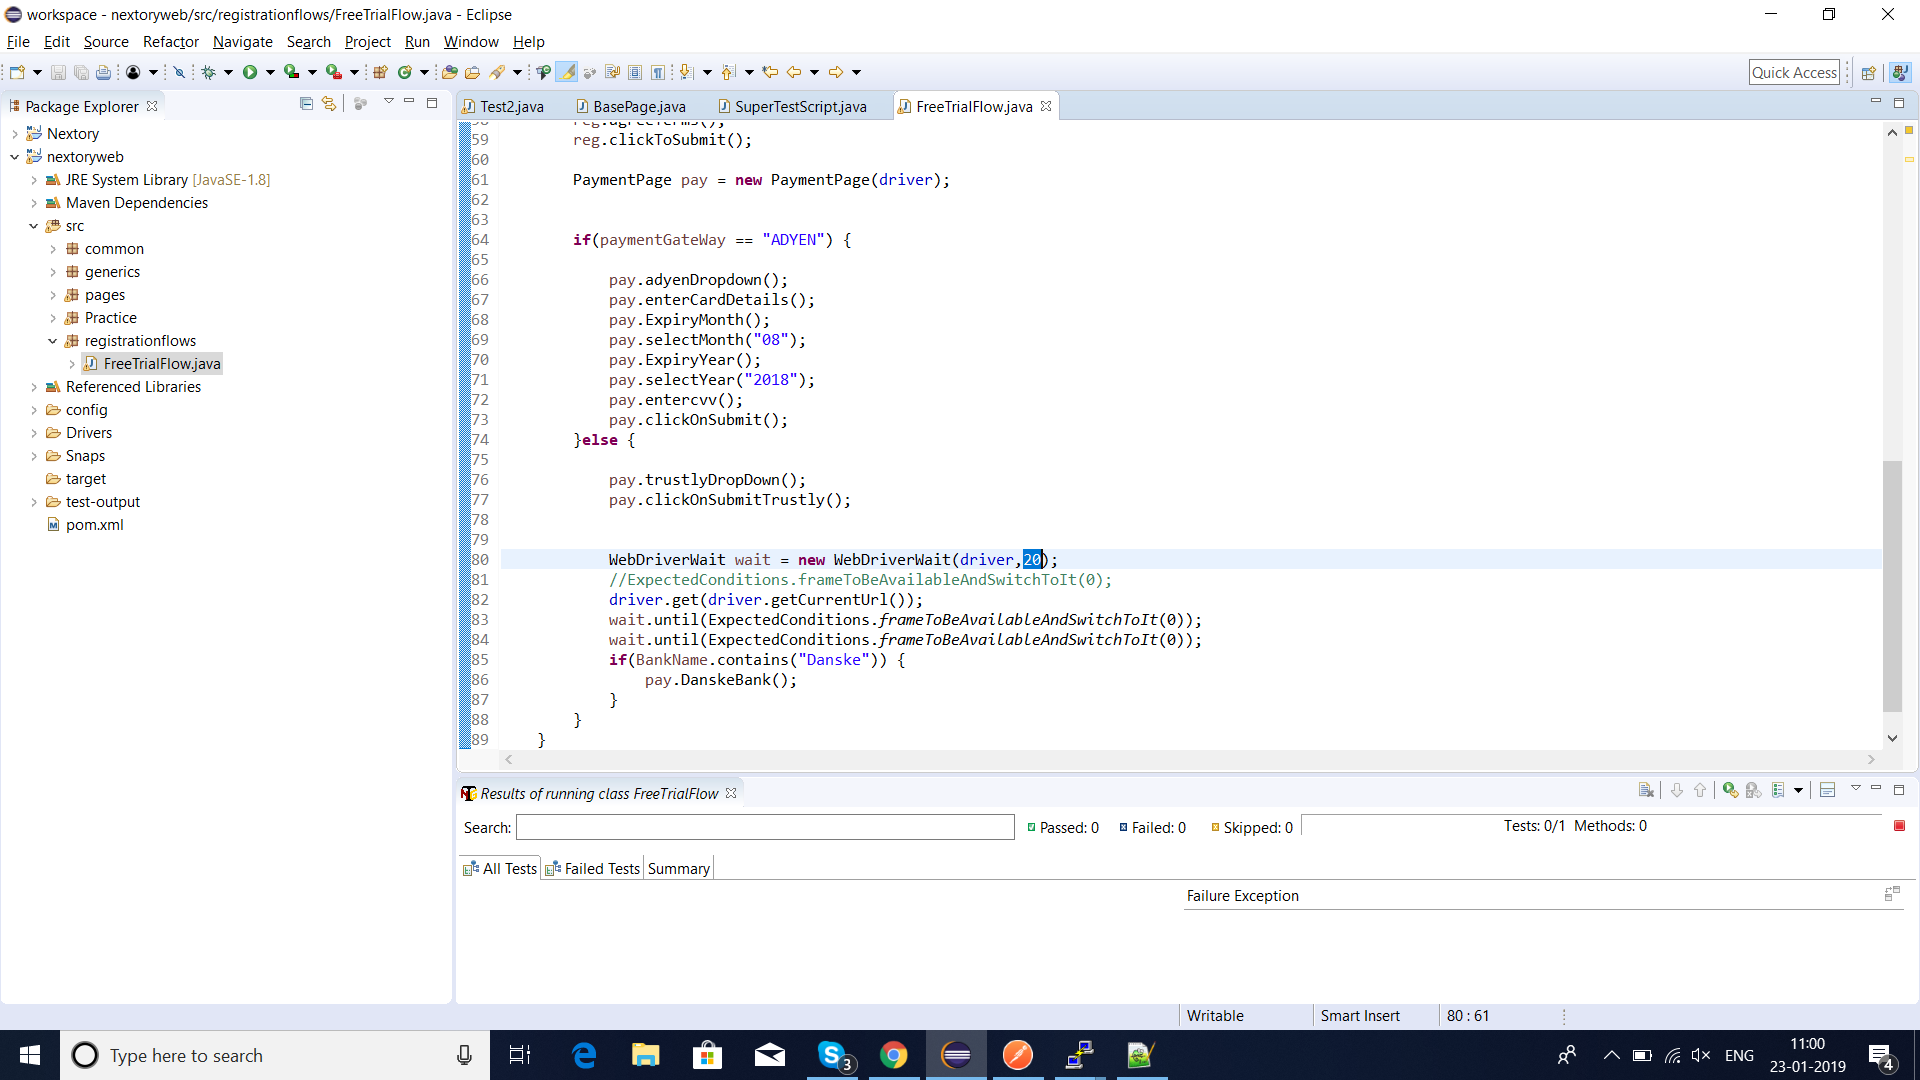 workspace - nextoryweb/src/registrationflows/FreeTrialFlow.java - Eclipse
File Edit Source Refactor Navigate Search Project Run Window Help
Quick Access
Package Explorer
Test2.java BasePage.java SuperTestScript.java FreeTrialFlow.java
Nextory
nextoryweb
JRE System Library [JavaSE-1.8]
Maven Dependencies
src
common
generics
pages
Practice
registrationflows
FreeTrialFlow.java
Referenced Libraries
config
Drivers
Snaps
target
test-output
pom.xml
58 reg.agreeTerms();
59 reg.clickToSubmit();
60
61 PaymentPage pay = new PaymentPage(driver);
62
63
64 if(paymentGateWay == "ADYEN") {
65
66 pay.adyenDropdown();
67 pay.enterCardDetails();
68 pay.ExpiryMonth();
69 pay.selectMonth("08");
70 pay.ExpiryYear();
71 pay.selectYear("2018");
72 pay.entercvv();
73 pay.clickOnSubmit();
74 }else {
75
76 pay.trustlyDropDown();
77 pay.clickOnSubmitTrustly();
78
79
80 WebDriverWait wait = new WebDriverWait(driver,20);
81 //ExpectedConditions.frameToBeAvailableAndSwitchToIt(0);
82 driver.get(driver.getCurrentUrl());
83 wait.until(ExpectedConditions.frameToBeAvailableAndSwitchToIt(0));
84 wait.until(ExpectedConditions.frameToBeAvailableAndSwitchToIt(0));
85 if(BankName.contains("Danske")) {
86 pay.DanskeBank();
87 }
88 }
89 }
Results of running class FreeTrialFlow
Search: Passed: 0 Failed: 0 Skipped: 0 Tests: 0/1 Methods: 0
All Tests Failed Tests Summary
Failure Exception
Writable Smart Insert 80 : 61
Type here to search
3
ENG
11:00
23-01-2019
4